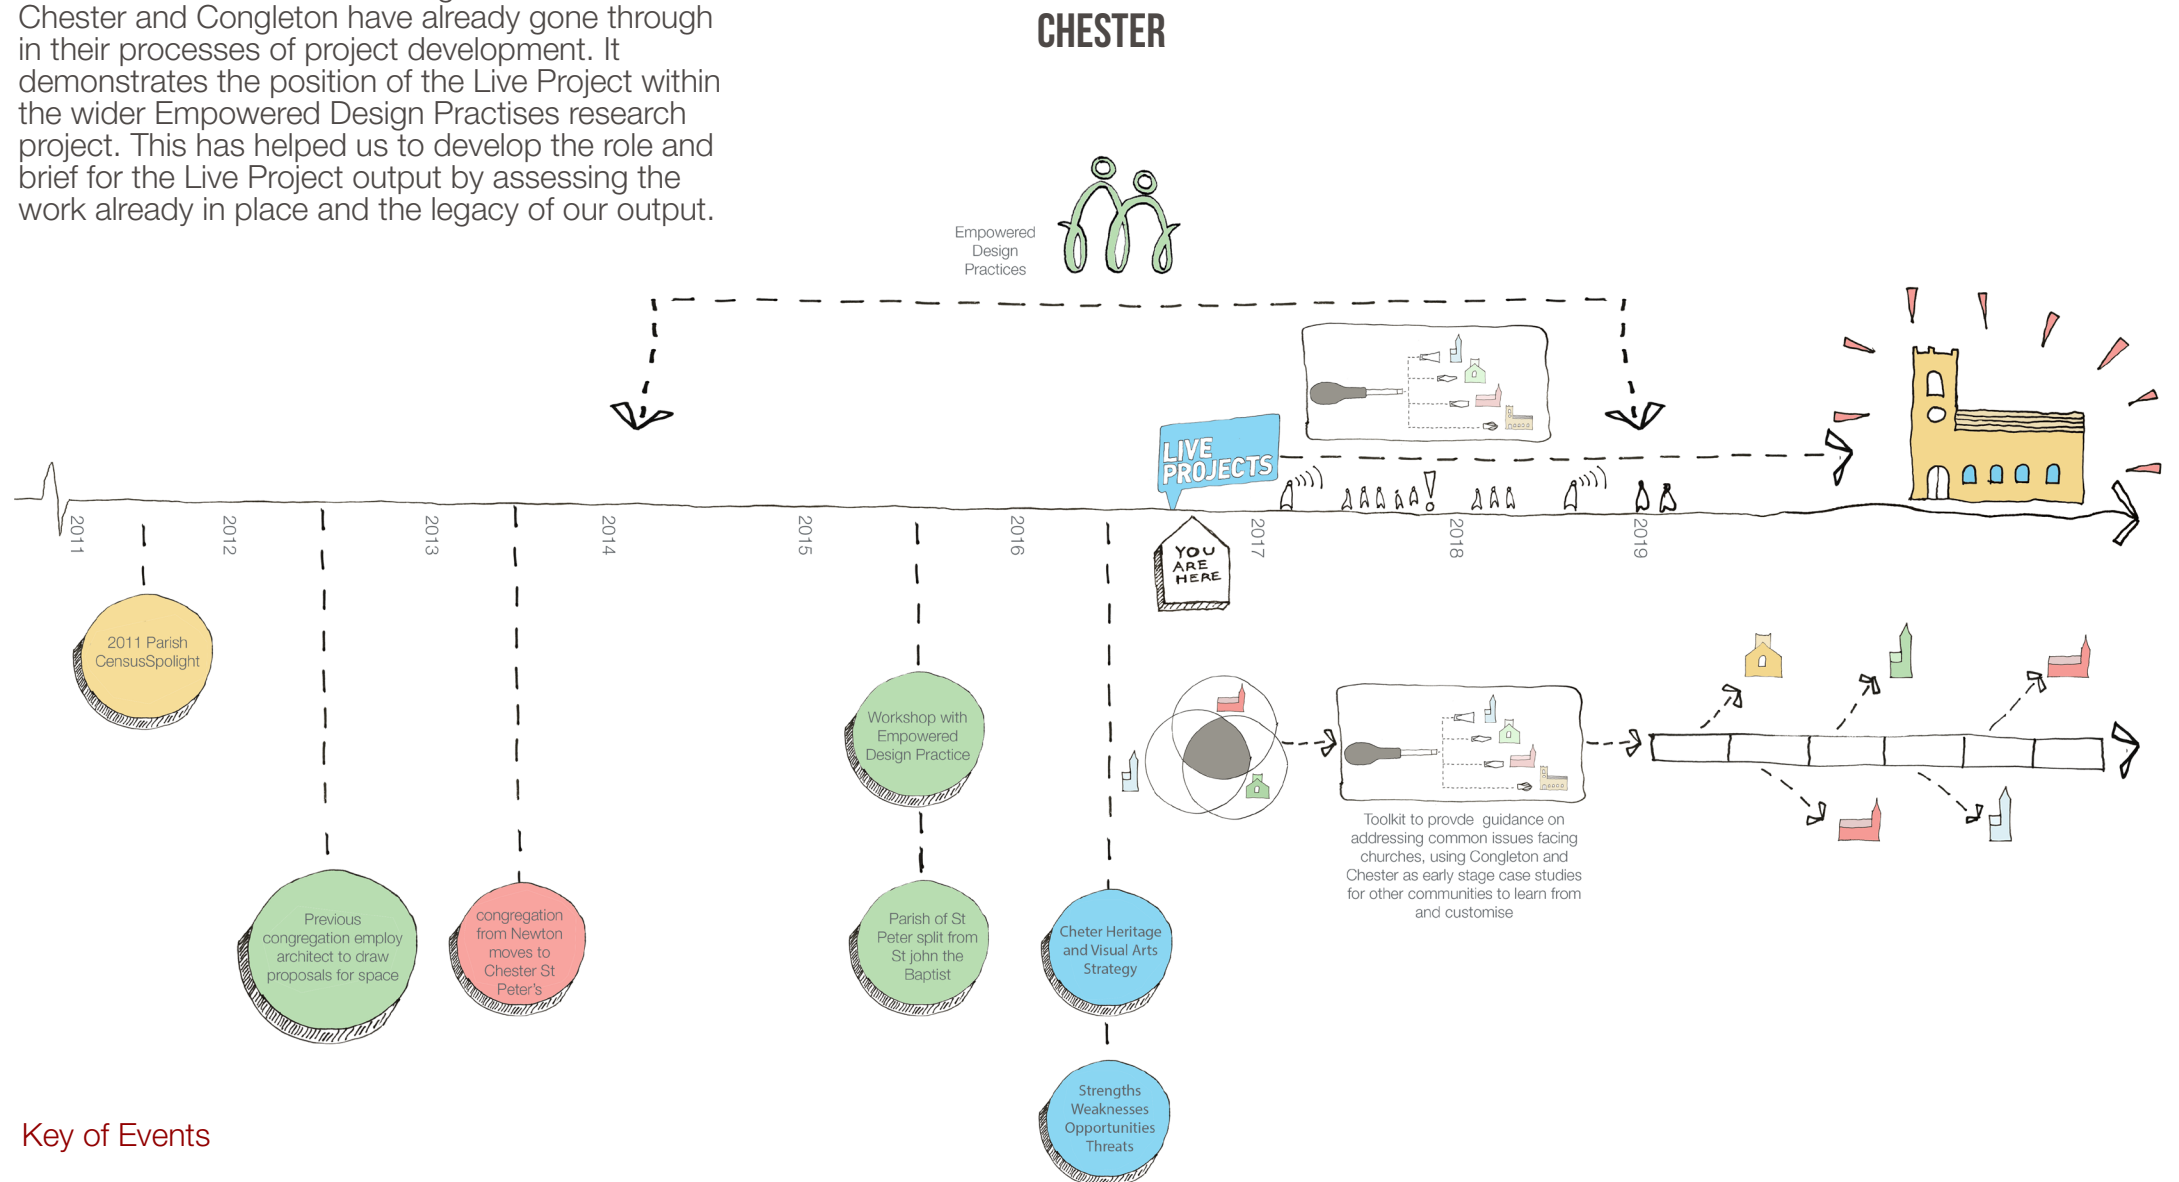 Chester and Congleton have already gone through
in their processes of project development. It
demonstrates the position of the Live Project within
the wider Empowered Design Practises research
project. This has helped us to develop the role and
brief for the Live Project output by assessing the
work already in place and the legacy of our output.
CHESTER
Empowered
Design
Practices
LIVE
PROJECTS
2011
2012
2013
2014
2015
2016
2017
2018
2019
YOU
ARE
HERE
2011 Parish
CensusSpolight
Previous
congregation employ
architect to draw
proposals for space
congregation
from Newton
moves to
Chester St
Peter's
Workshop with
Empowered
Design Practice
Parish of St
Peter split from
St john the
Baptist
Cheter Heritage
and Visual Arts
Strategy
Strengths
Weaknesses
Opportunities
Threats
Toolkit to provde guidance on
addressing common issues facing
churches, using Congleton and
Chester as early stage case studies
for other communities to learn from
and customise
Key of Events